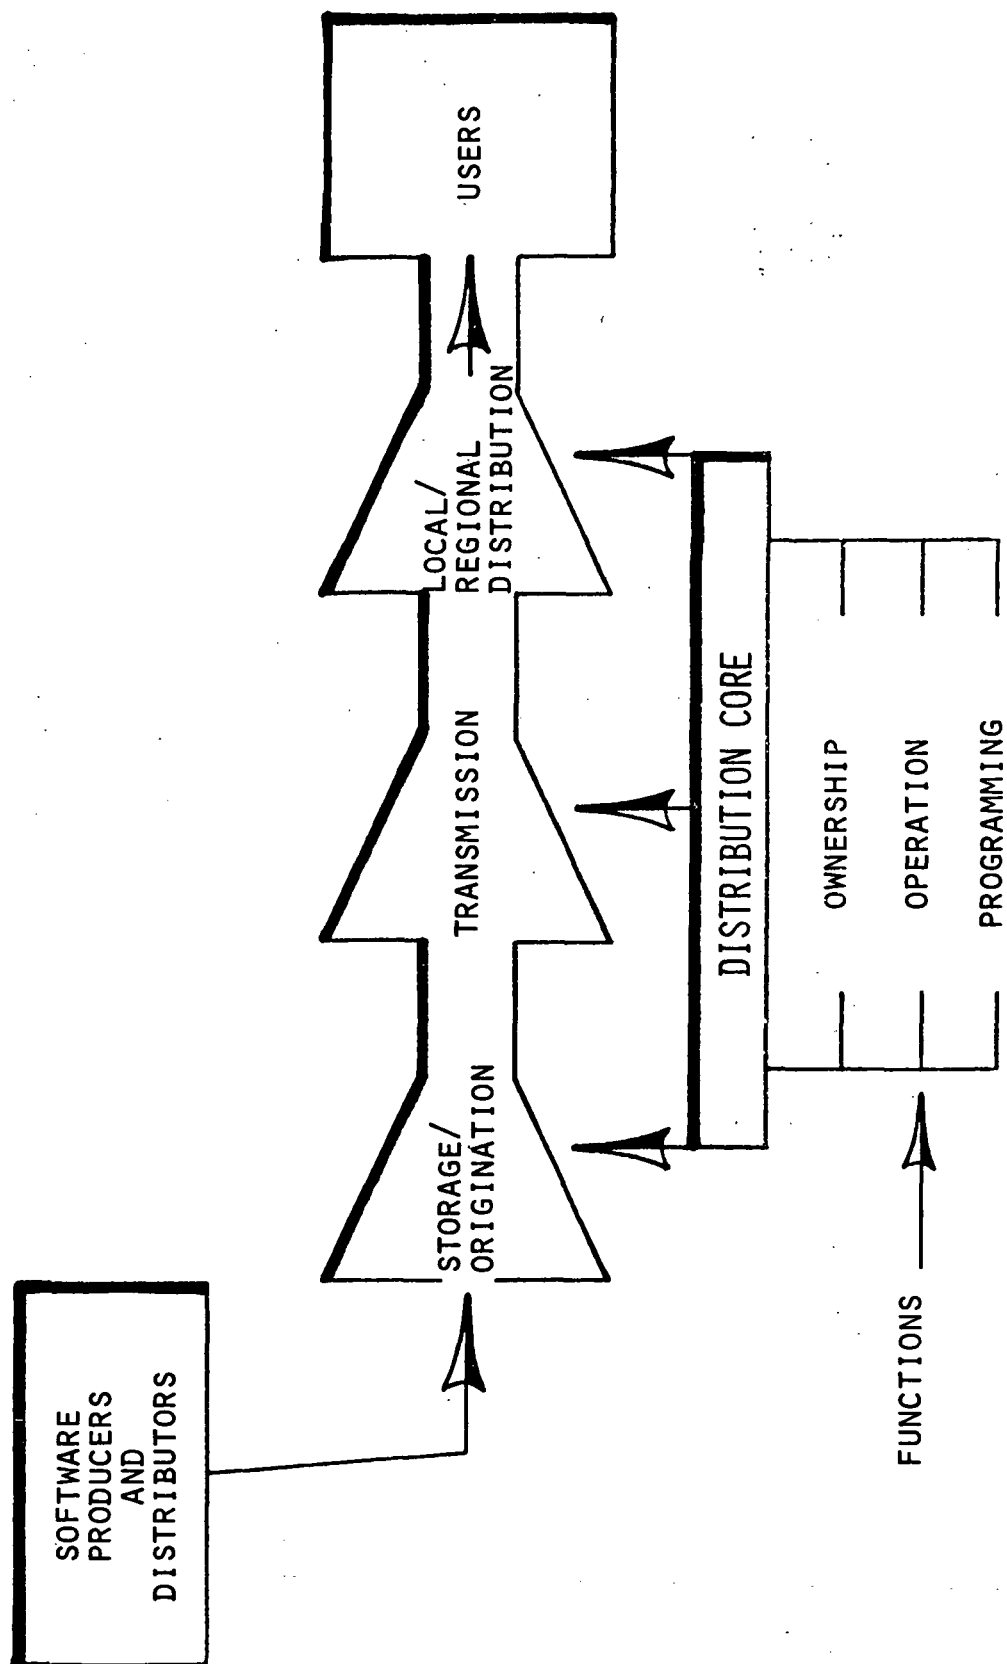 SOFTWARE
PRODUCERS
AND
DISTRIBUTORS
STORAGE/
ORIGINATION
TRANSMISSION
LOCAL/
REGIONAL
DISTRIBUTION
USERS
DISTRIBUTION CORE
FUNCTIONS
OWNERSHIP
OPERATION
PROGRAMMING